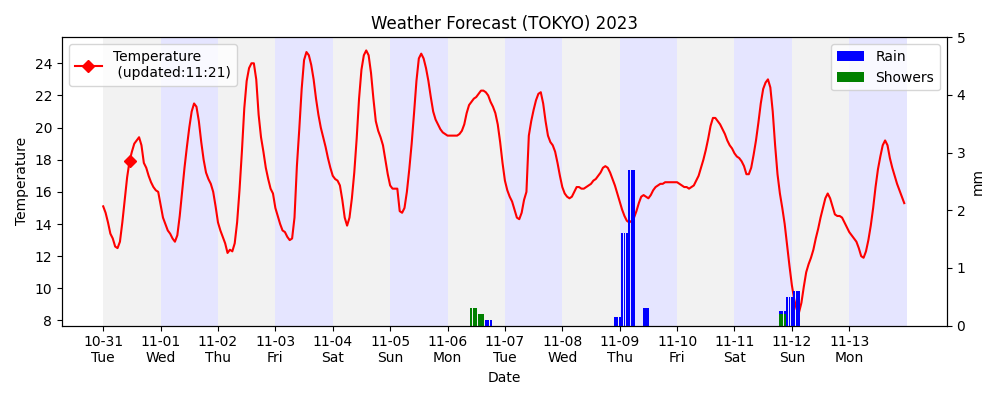 Weather Forecast (TOKYO) 2023
Temperature
(updated:11:21)
Rain
Showers
Temperature
24
22
20
18
16
14
12
10
8
5
4
3
2
1
0
mm
10-31 11-01 11-02 11-03 11-04 11-05 11-06 11-07 11-08 11-09 11-10 11-11 11-12 11-13
Tue Wed Thu Fri Sat Sun Mon Tue Wed Thu Fri Sat Sun Mon
Date